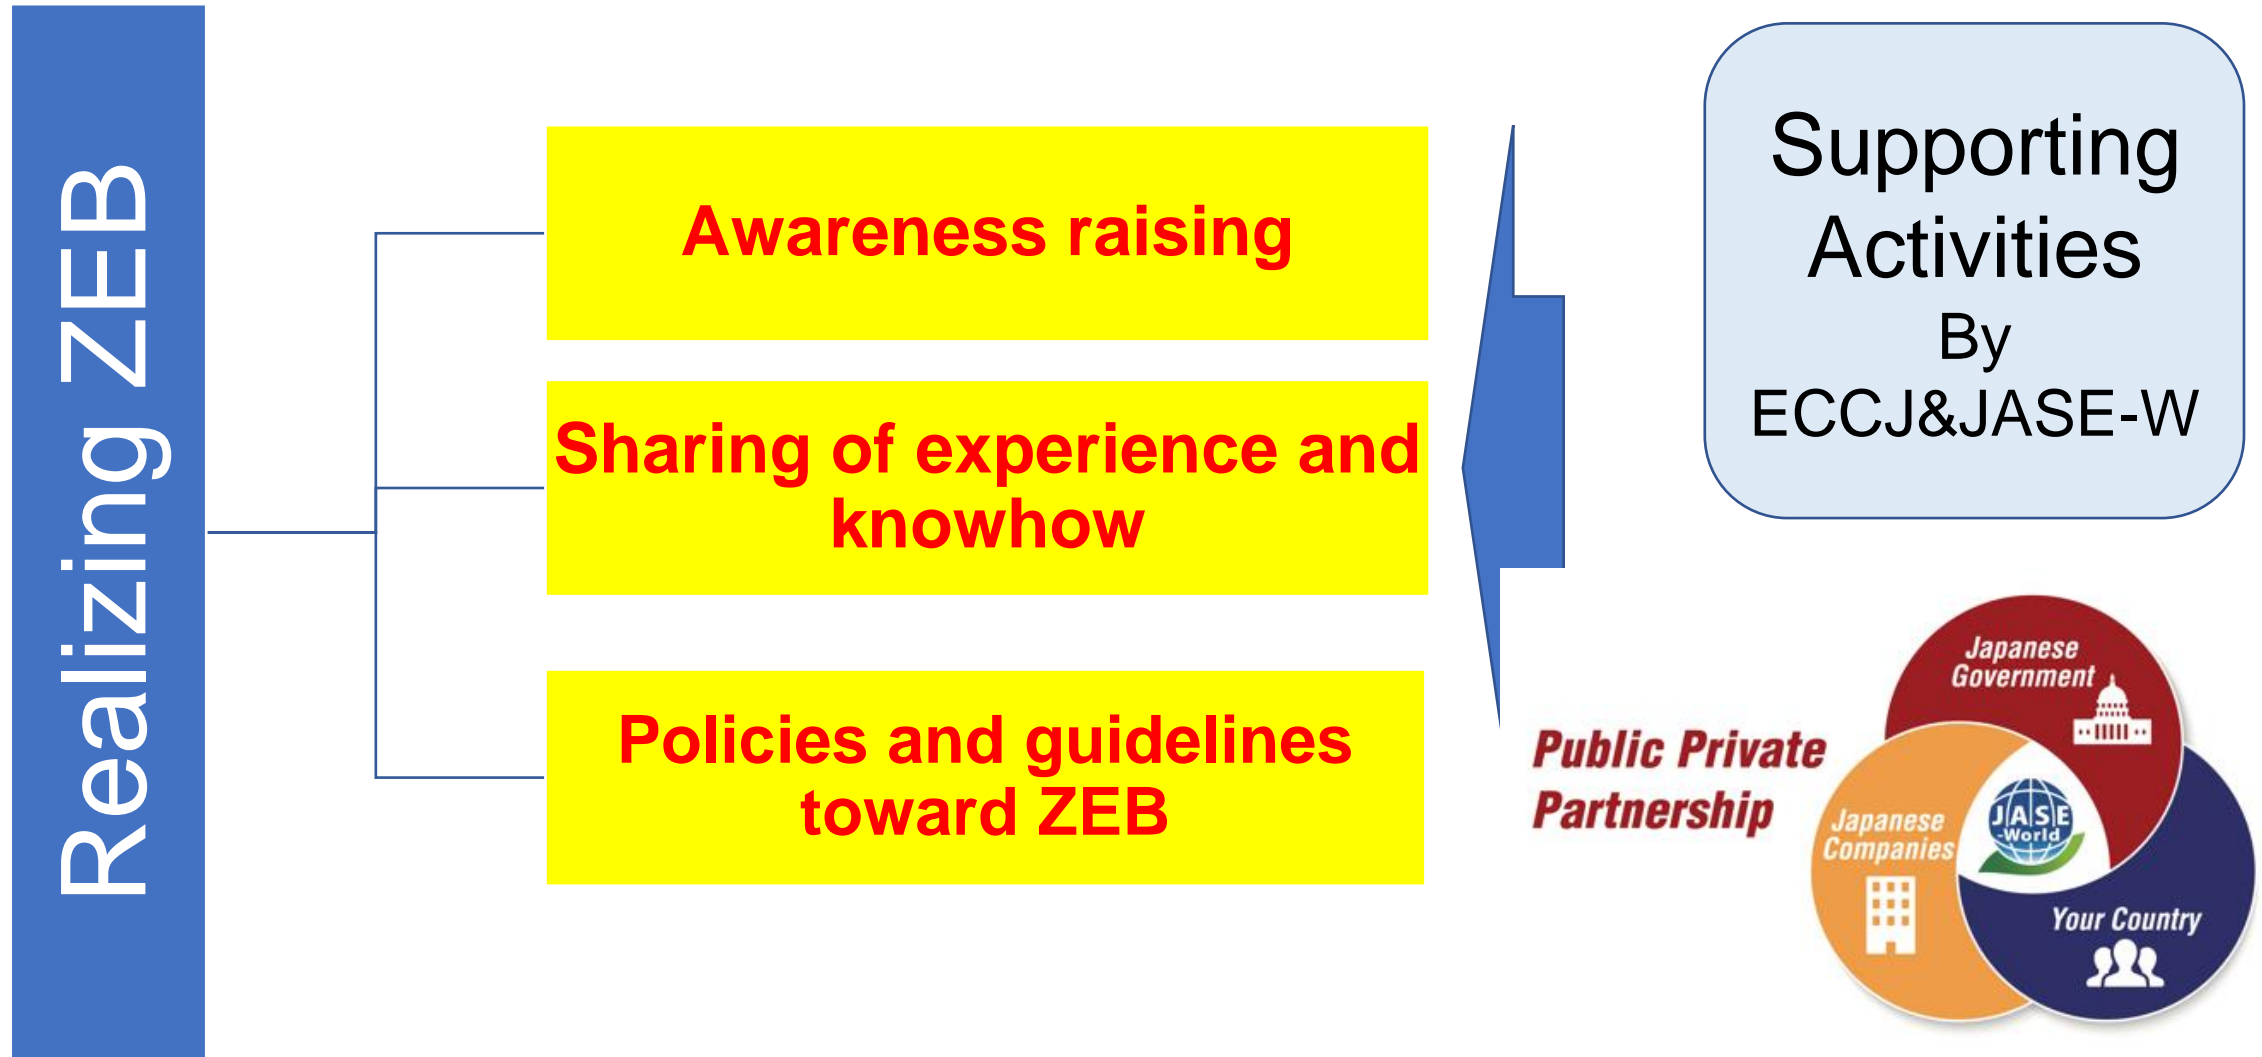 Realizing ZEB
Awareness raising
Sharing of experience and
knowhow
Policies and guidelines
toward ZEB
Supporting
Activities
By
ECCJ&JASE-W
Public Private
Partnership
Japanese
Government
Japanese
Companies
JASE
-World
Your Country